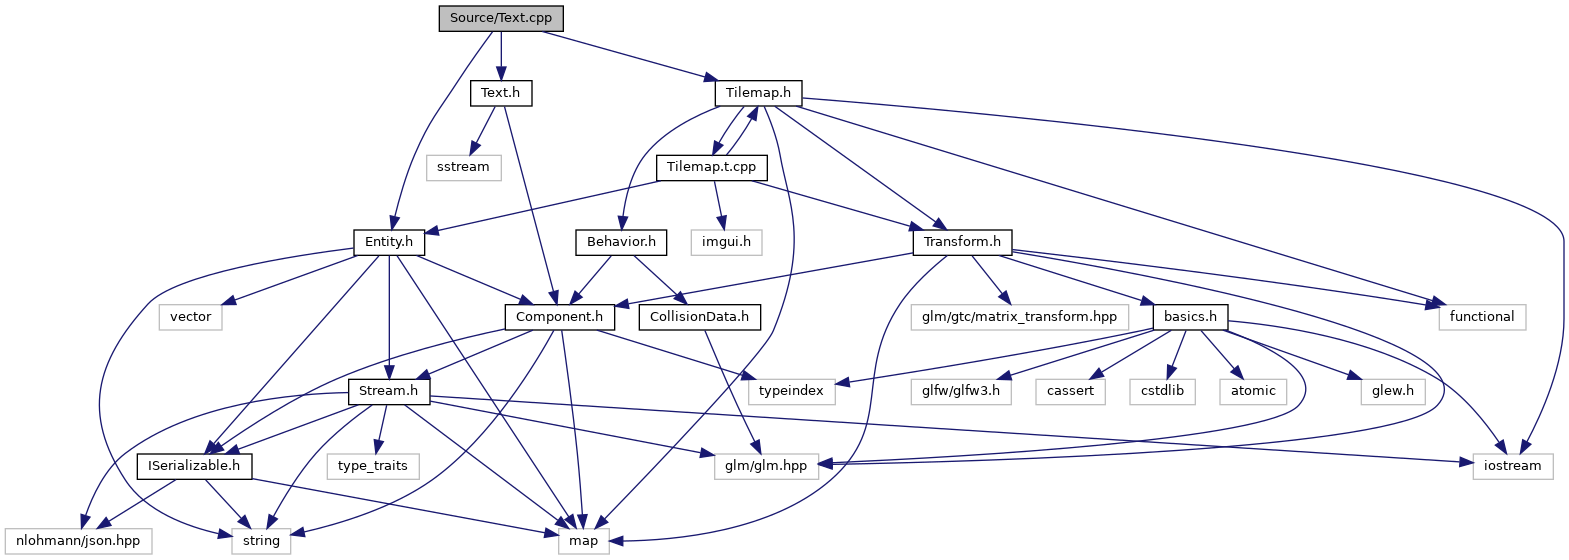 Source/Text.cpp
Text.h
Tilemap.h
sstream
Tilemap.t.cpp
Entity.h
Behavior.h
imgui.h
Transform.h
vector
Component.h
CollisionData.h
glm/gtc/matrix_transform.hpp
basics.h
functional
Stream.h
typeindex
glfw/glfw3.h
cassert
cstdlib
atomic
glew.h
ISerializable.h
type_traits
glm/glm.hpp
iostream
nlohmann/json.hpp
string
map